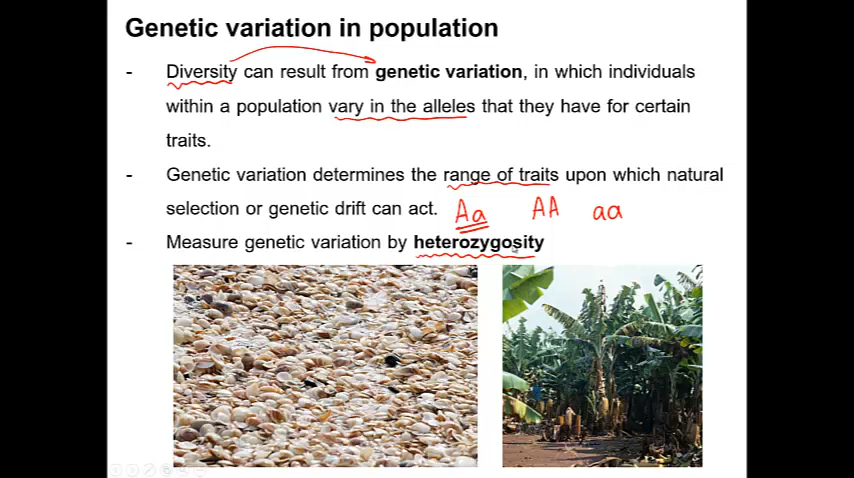 Genetic variation in population
- Diversity can result from genetic variation, in which individuals
within a population vary in the alleles that they have for certain
traits.
- Genetic variation determines the range of traits upon which natural
selection or genetic drift can act. Aa AA aa
- Measure genetic variation by heterozygosity